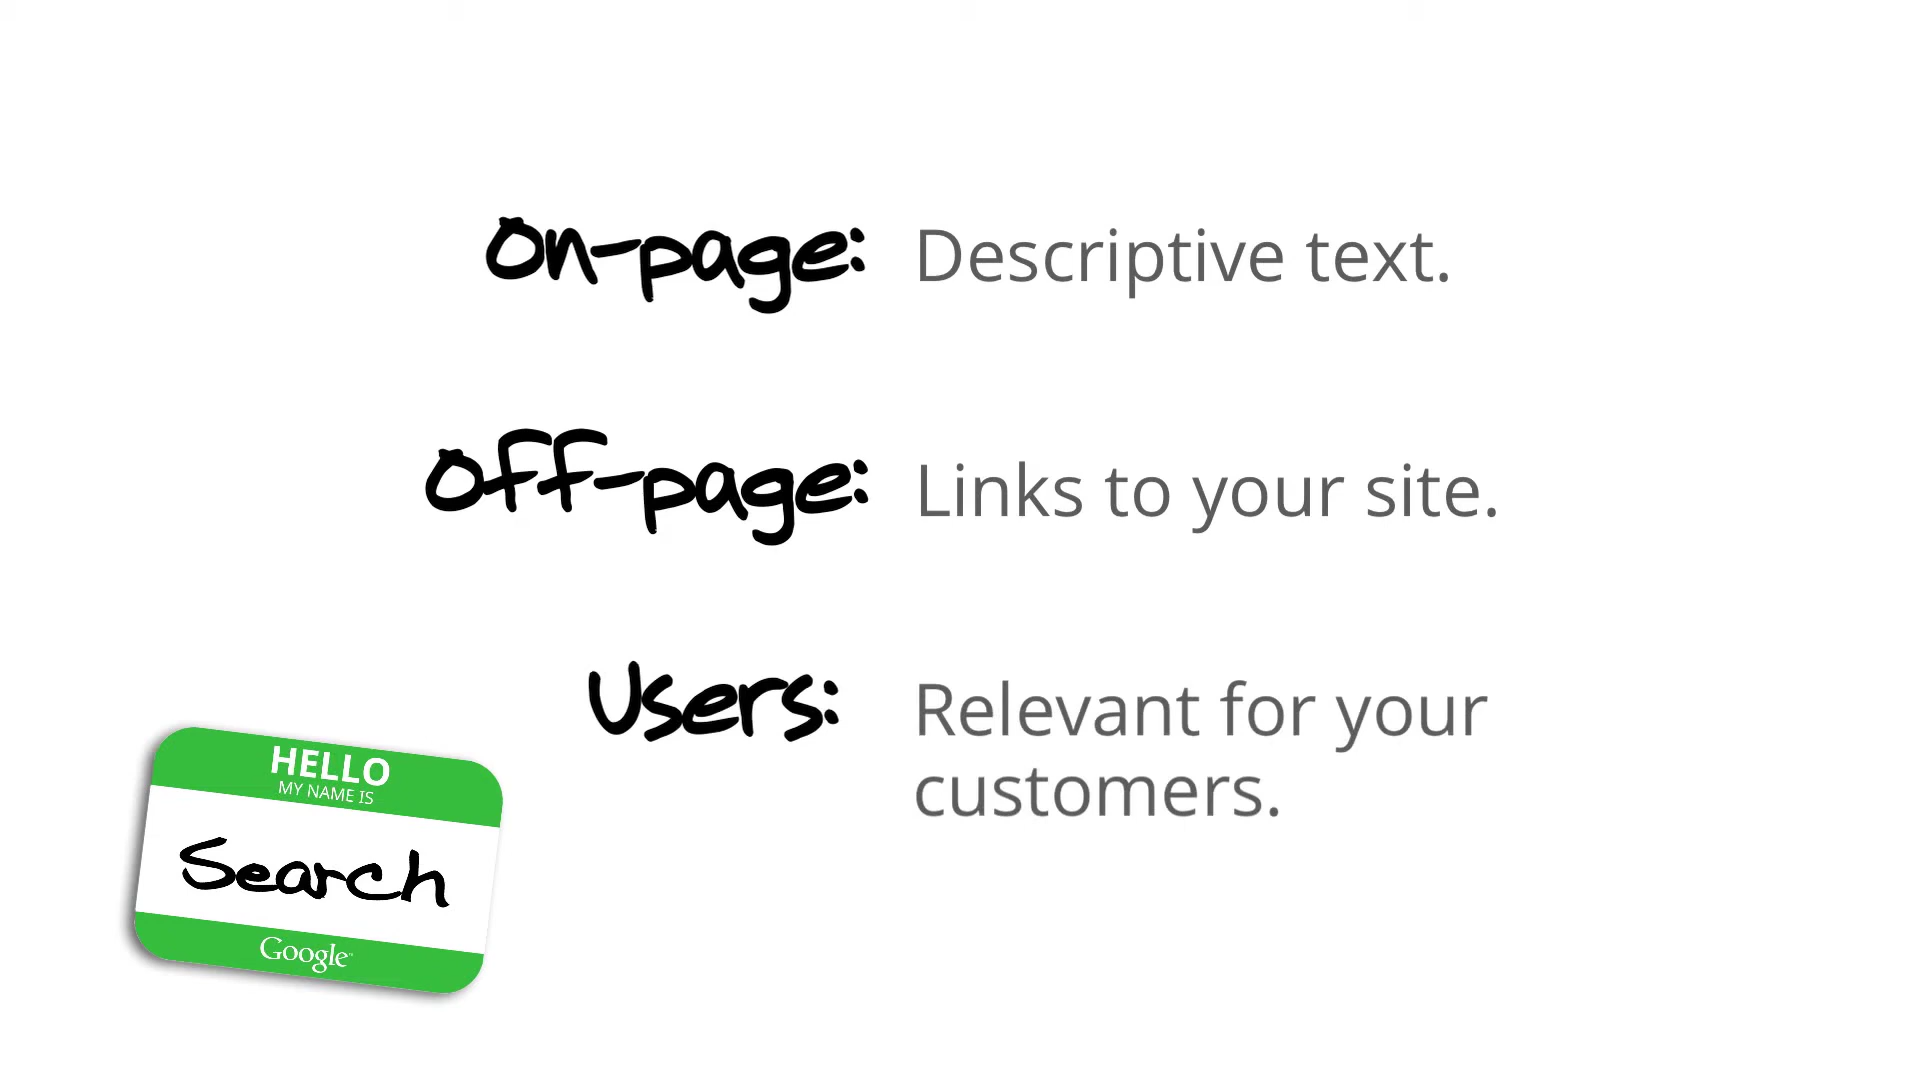 On-page: Descriptive text.
Off-page: Links to your site.
Users: Relevant for your
customers.
HELLO
MY NAME IS
Search
Google™